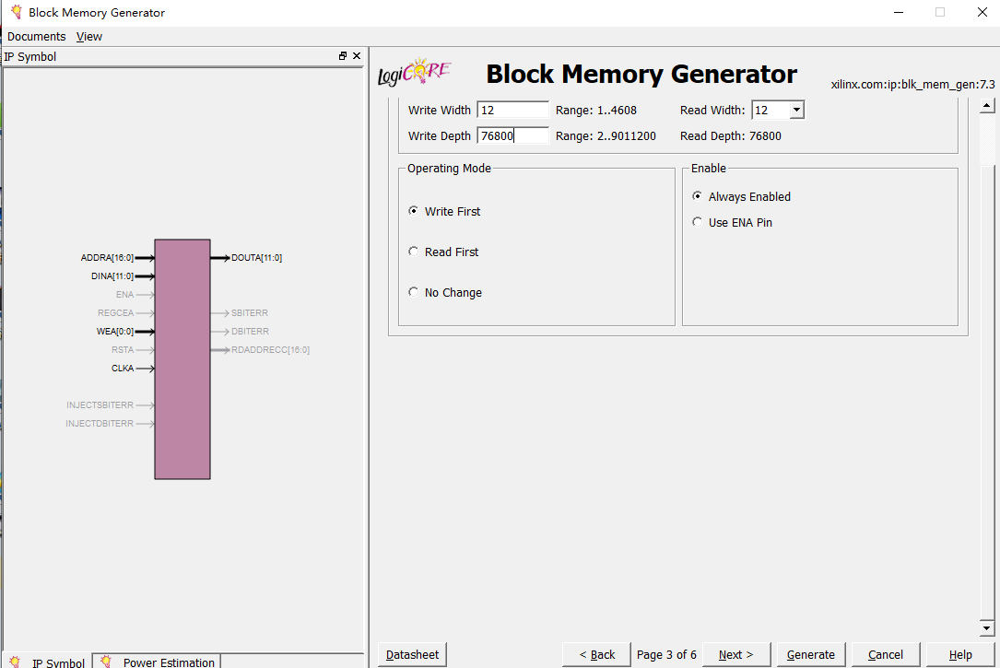 Block Memory Generator
Documents View
IP Symbol
LogiCORE
Block Memory Generator
xilinx.com:ip:blk_mem_gen:7.3
Write Width 12 Range: 1..4608 Read Width: 12
Write Depth 76800 Range: 2..9011200 Read Depth: 76800
Operating Mode
Write First
Read First
No Change
Enable
Always Enabled
Use ENA Pin
ADDRA[16:0] DOUTA[11:0]
DINA[11:0]
ENA
REGCEA SBITERR
WEA[0:0] DBITERR
RSTA RDADDRECC[16:0]
CLKA
INJECTSBITERR
INJECTDBITERR
IP Symbol Power Estimation
Datasheet < Back Page 3 of 6 Next > Generate Cancel Help